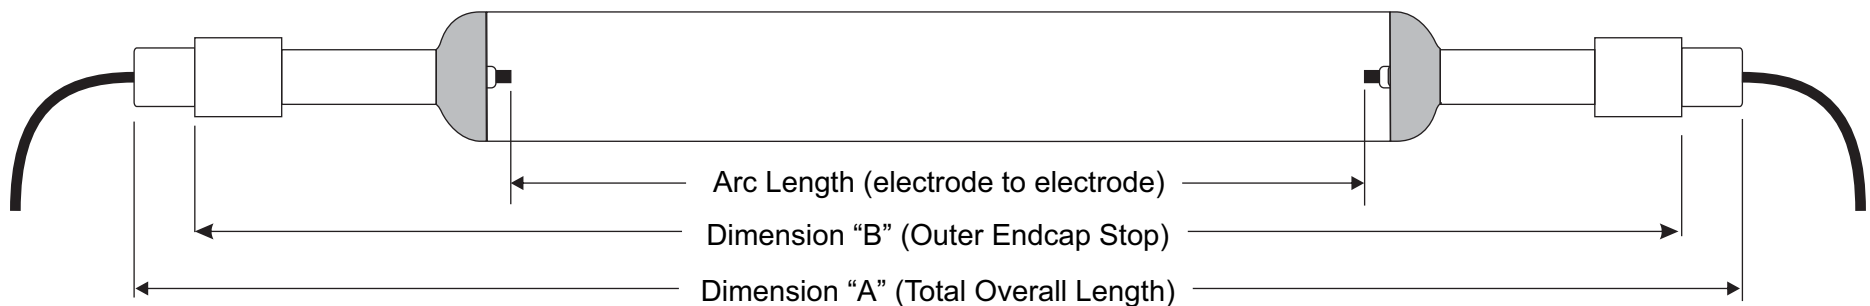 Arc Length (electrode to electrode)
Dimension “B” (Outer Endcap Stop)
Dimension “A” (Total Overall Length)